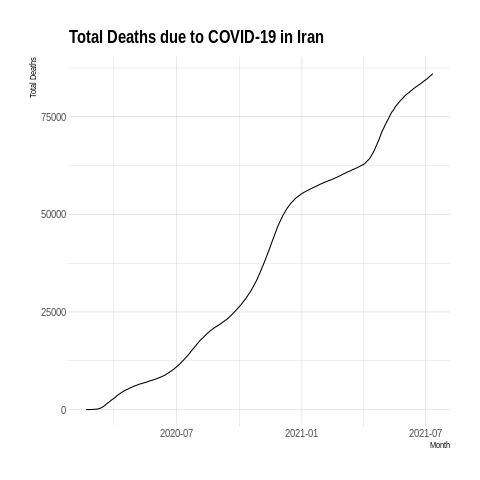 Total Deaths due to COVID-19 in Iran
Total Deaths
75000
50000
25000
0
2020-07
2021-01
2021-07
Month